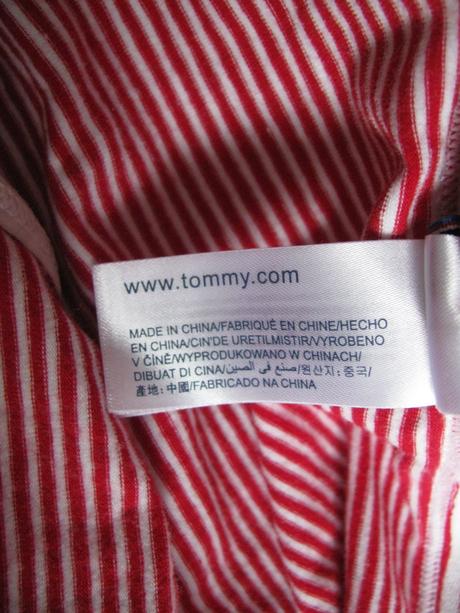 www.tommy.com
MADE IN CHINA/FABRIQUÉ EN CHINE/HECHO
EN CHINA/CIN'DE URETILMISTIR/VYROBENO
V ČÍNĚ/WYPRODUKOWANO W CHINACH/
DIBUAT DI CINA/صنع في الصين/원산지: 중국/
產地: 中國/FABRICADO NA CHINA